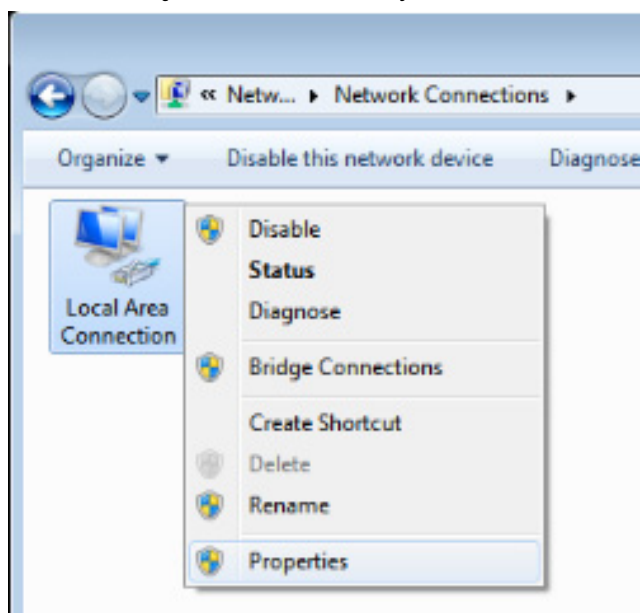 « Netw... ▸ Network Connections ▸
Organize ▾ Disable this network device Diagnose
Local Area
Connection
Disable
Status
Diagnose
Bridge Connections
Create Shortcut
Delete
Rename
Properties